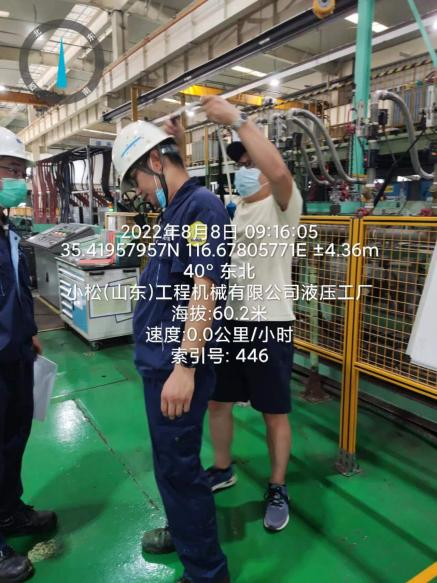 北
东
2022年8月8日 09:16:05
35.41957957N 116.67805771E ±4.36m
40° 东北
小松(山东)工程机械有限公司液压工厂
海拔:60.2米
速度:0.0公里/小时
索引号: 446